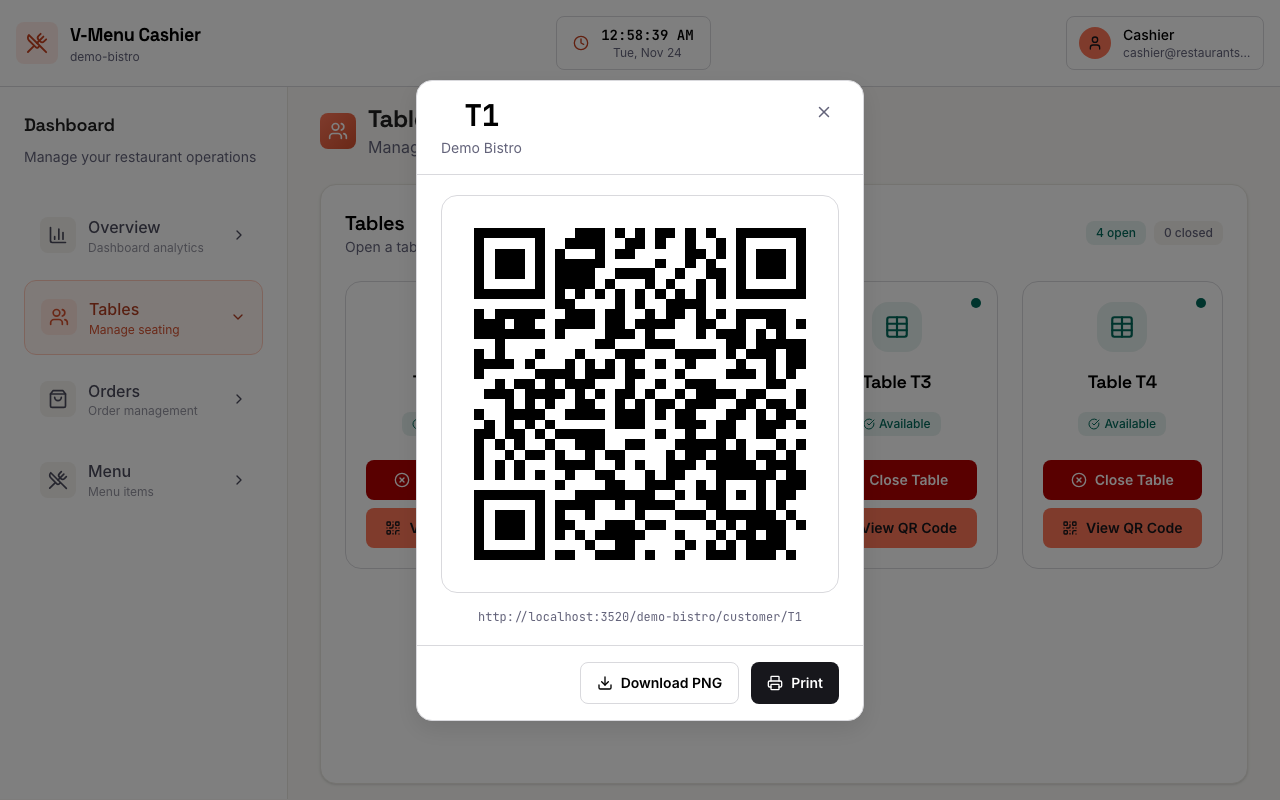 V-Menu Cashier
demo-bistro
12:58:39 AM
Tue, Nov 24
Cashier
cashier@restaurants...
Dashboard
Manage your restaurant operations
Overview
Dashboard analytics
Tables
Manage seating
Orders
Order management
Menu
Menu items
Tables
Open a
4 open
0 closed
T1
Demo Bistro
http://localhost:3520/demo-bistro/customer/T1
Download PNG
Print
Table T3
Available
Close Table
View QR Code
Table T4
Available
Close Table
View QR Code